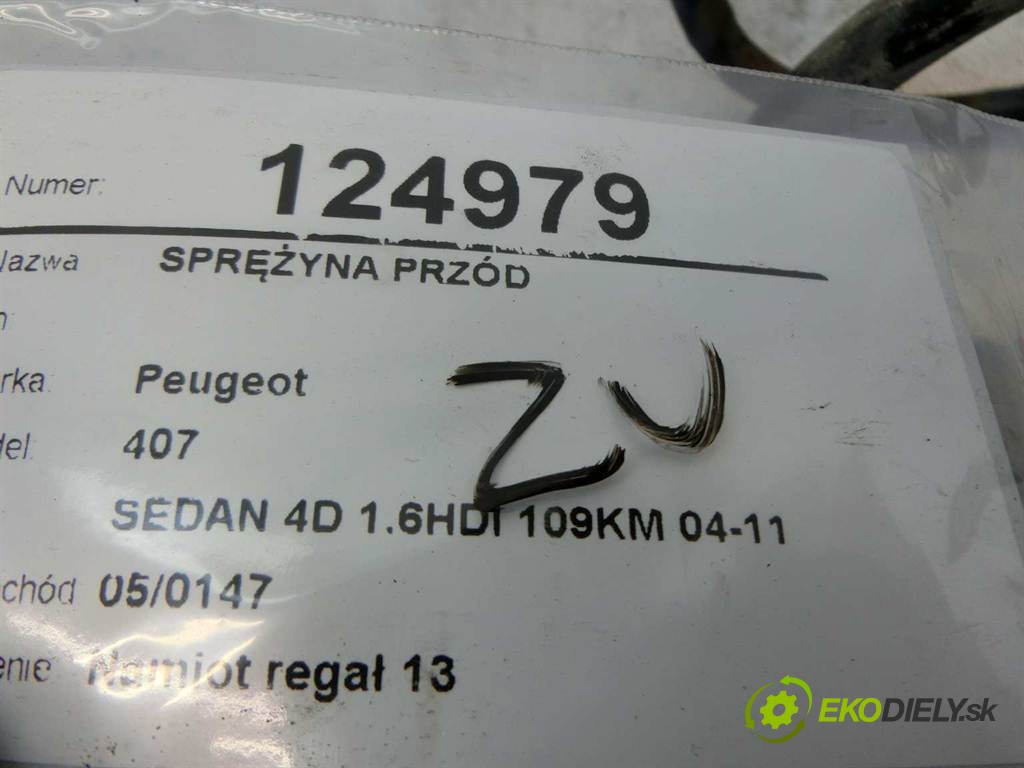 Numer: 124979
Nazwa SPRĘŻYNA PRZÓD
rka: Peugeot
del: 407
ZU
SEDAN 4D 1.6HDI 109KM 04-11
chód 05/0147
enie: Namiot regał 13
EKODIELY.sk